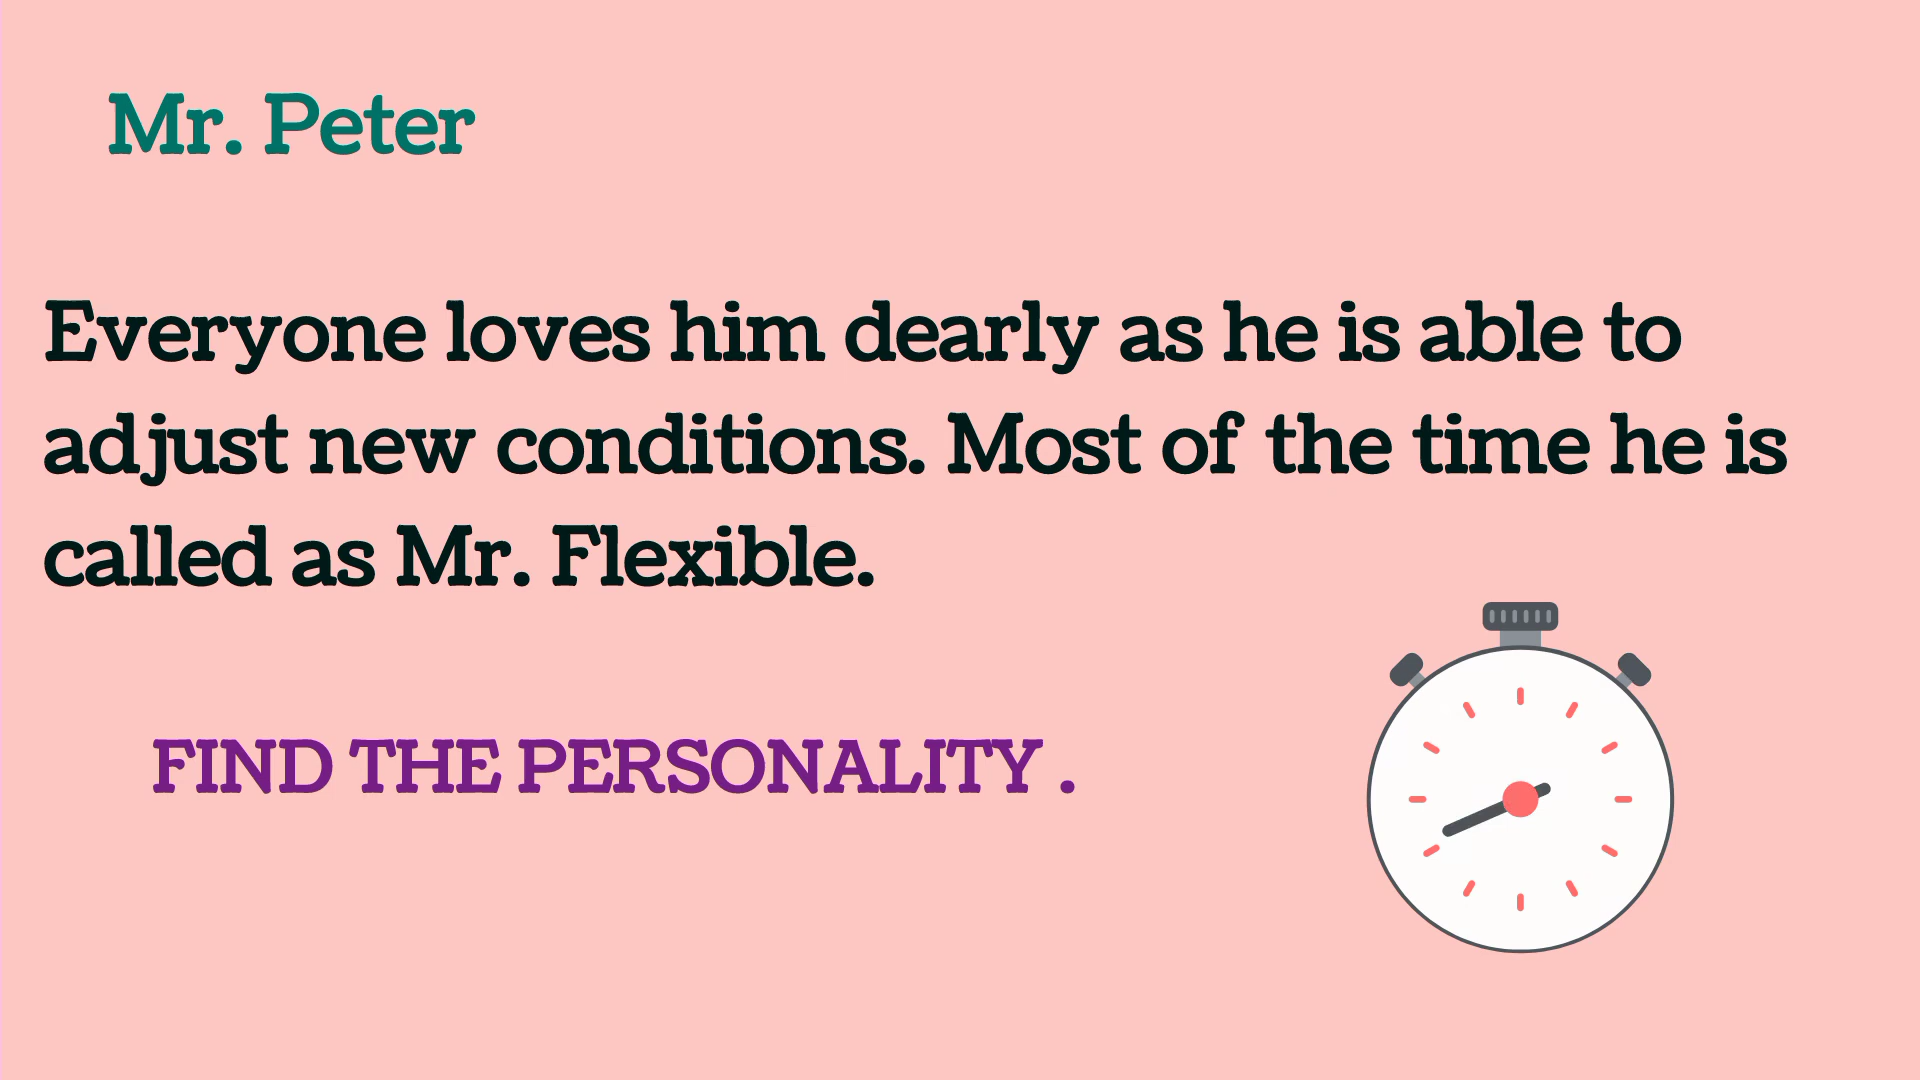 Mr. Peter
Everyone loves him dearly as he is able to
adjust new conditions. Most of the time he is
called as Mr. Flexible.
FIND THE PERSONALITY .